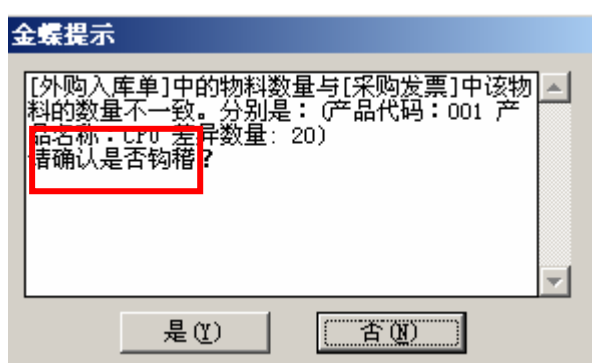 金蝶提示
[外购入库单]中的物料数量与[采购发票]中该物
料的数量不一致。分别是：(产品代码：001 产
品名称：CPU 差异数量: 20)
请确认是否钩稽？
是(Y)
否(N)